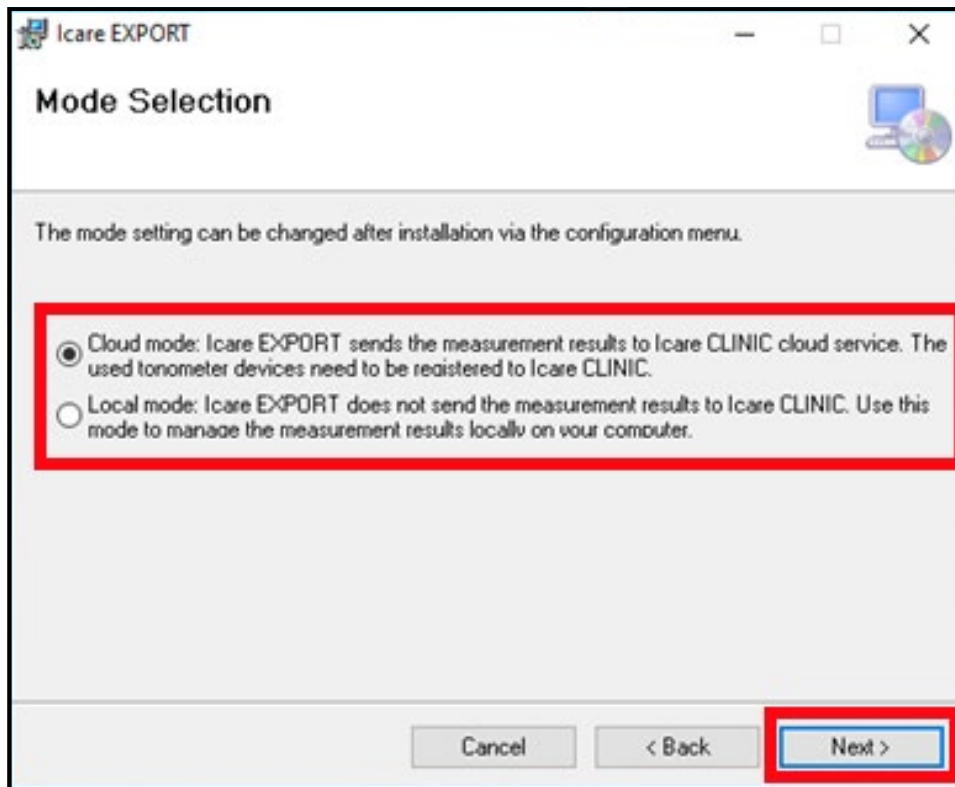 Icare EXPORT
Mode Selection
The mode setting can be changed after installation via the configuration menu.
Cloud mode: Icare EXPORT sends the measurement results to Icare CLINIC cloud service. The
used tonometer devices need to be registered to Icare CLINIC.
Local mode: Icare EXPORT does not send the measurement results to Icare CLINIC. Use this
mode to manage the measurement results locally on your computer.
Cancel
< Back
Next >